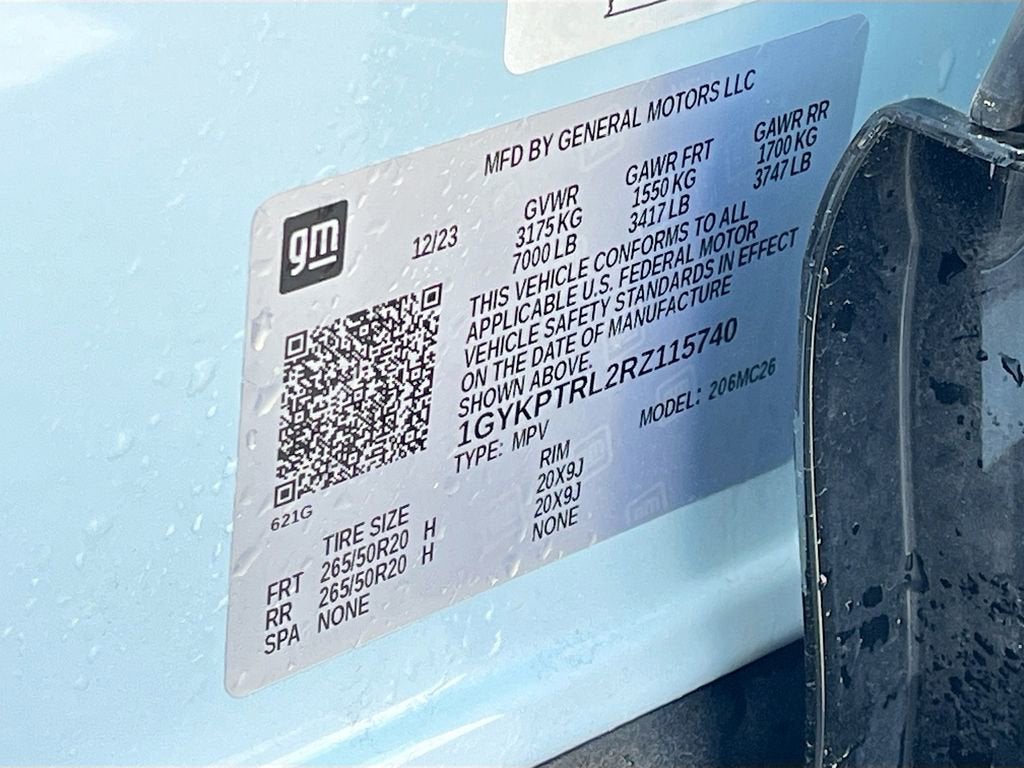 MFD BY GENERAL MOTORS LLC
gm
12/23
GVWR GAWR FRT GAWR RR
3175 KG 1550 KG 1700 KG
7000 LB 3417 LB 3747 LB
THIS VEHICLE CONFORMS TO ALL
APPLICABLE U.S. FEDERAL MOTOR
VEHICLE SAFETY STANDARDS IN EFFECT
ON THE DATE OF MANUFACTURE
SHOWN ABOVE.
1GYKPTRL2RZ115740
TYPE: MPV MODEL: 206MC26
621G
TIRE SIZE RIM
FRT 265/50R20 H 20X9J
RR 265/50R20 H 20X9J
SPA NONE NONE